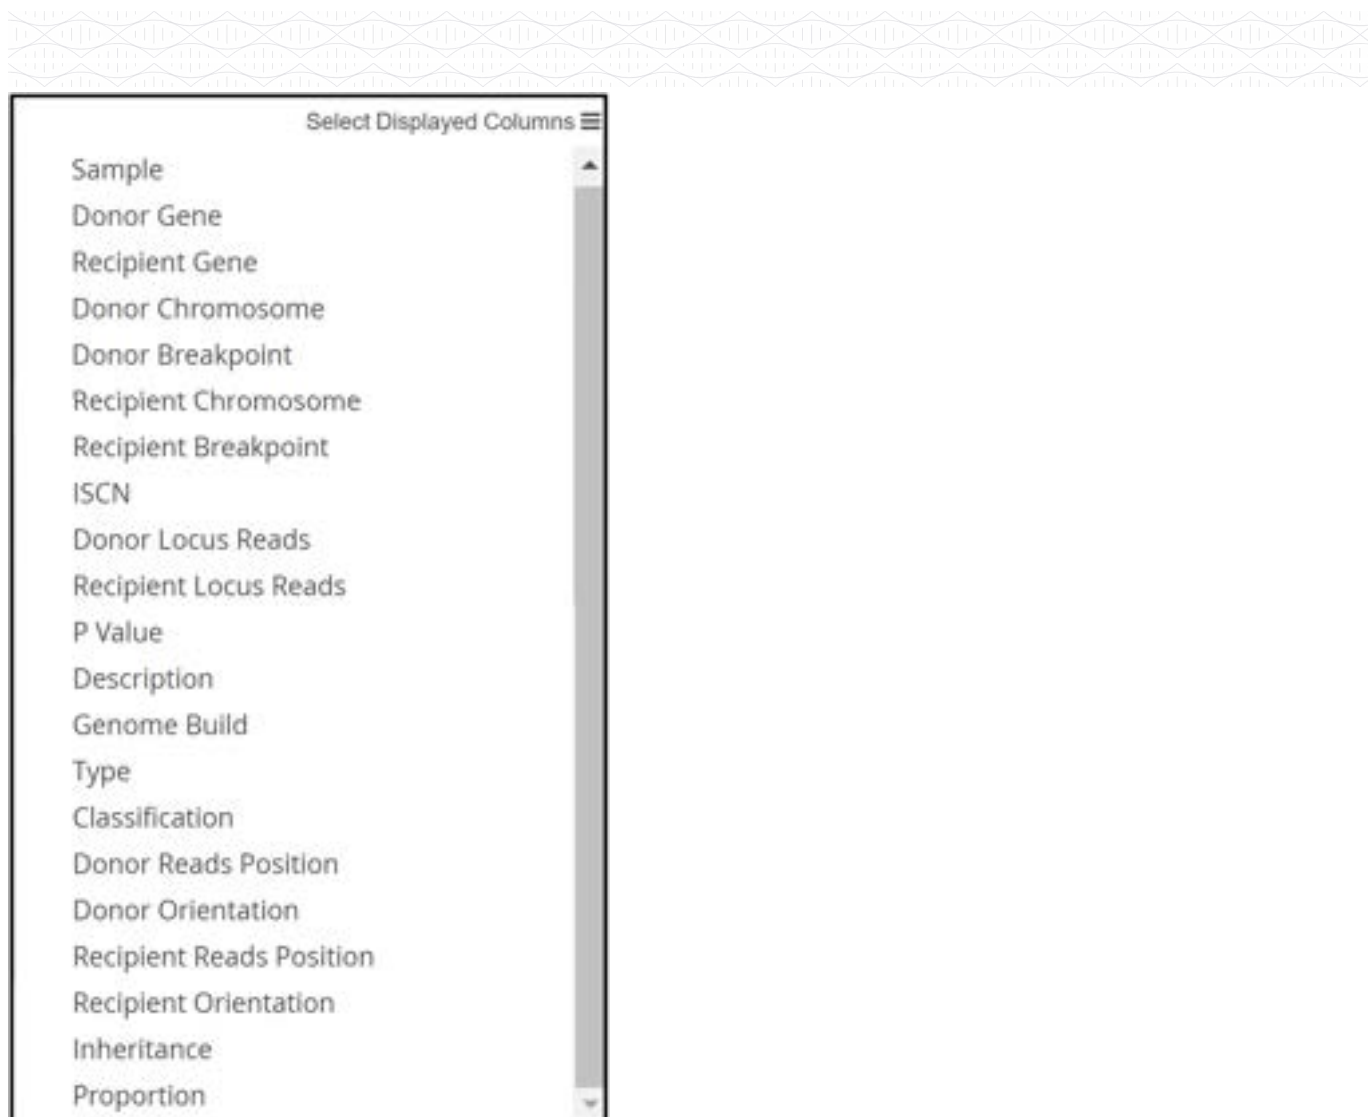 Select Displayed Columns
Sample
Donor Gene
Recipient Gene
Donor Chromosome
Donor Breakpoint
Recipient Chromosome
Recipient Breakpoint
ISCN
Donor Locus Reads
Recipient Locus Reads
P Value
Description
Genome Build
Type
Classification
Donor Reads Position
Donor Orientation
Recipient Reads Position
Recipient Orientation
Inheritance
Proportion